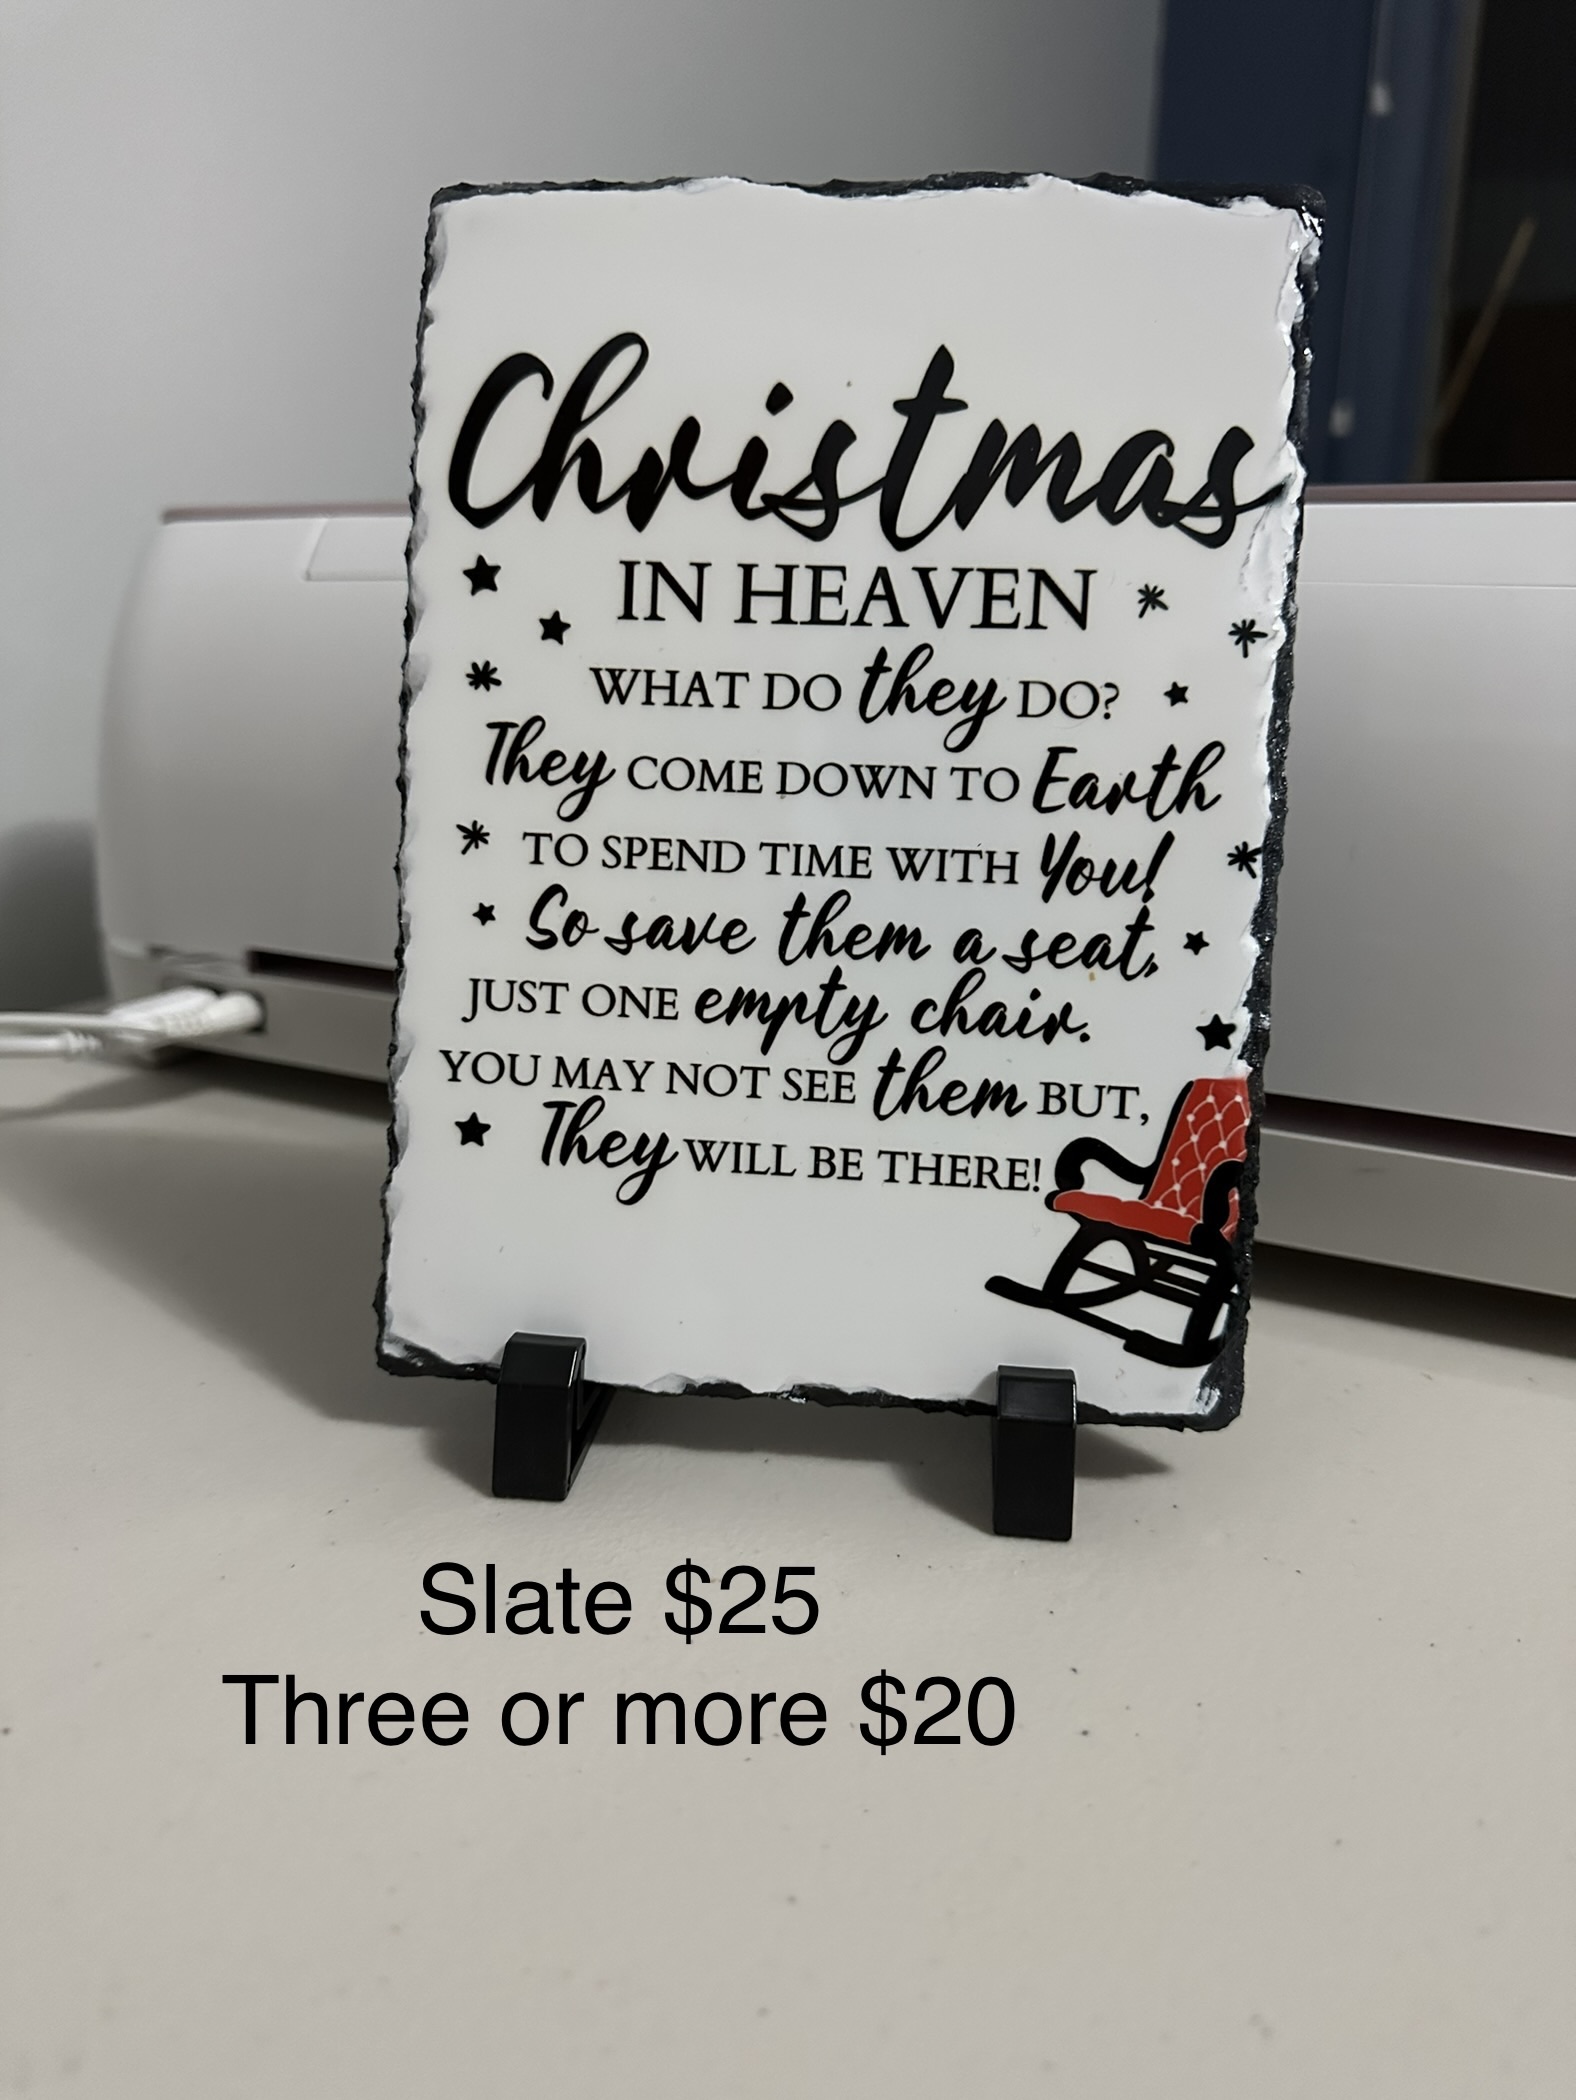 Christmas
IN HEAVEN
WHAT DO they DO?
They COME DOWN TO Earth
TO SPEND TIME WITH You!
So save them a seat,
JUST ONE empty chair.
YOU MAY NOT SEE them BUT,
They WILL BE THERE!
Slate $25
Three or more $20